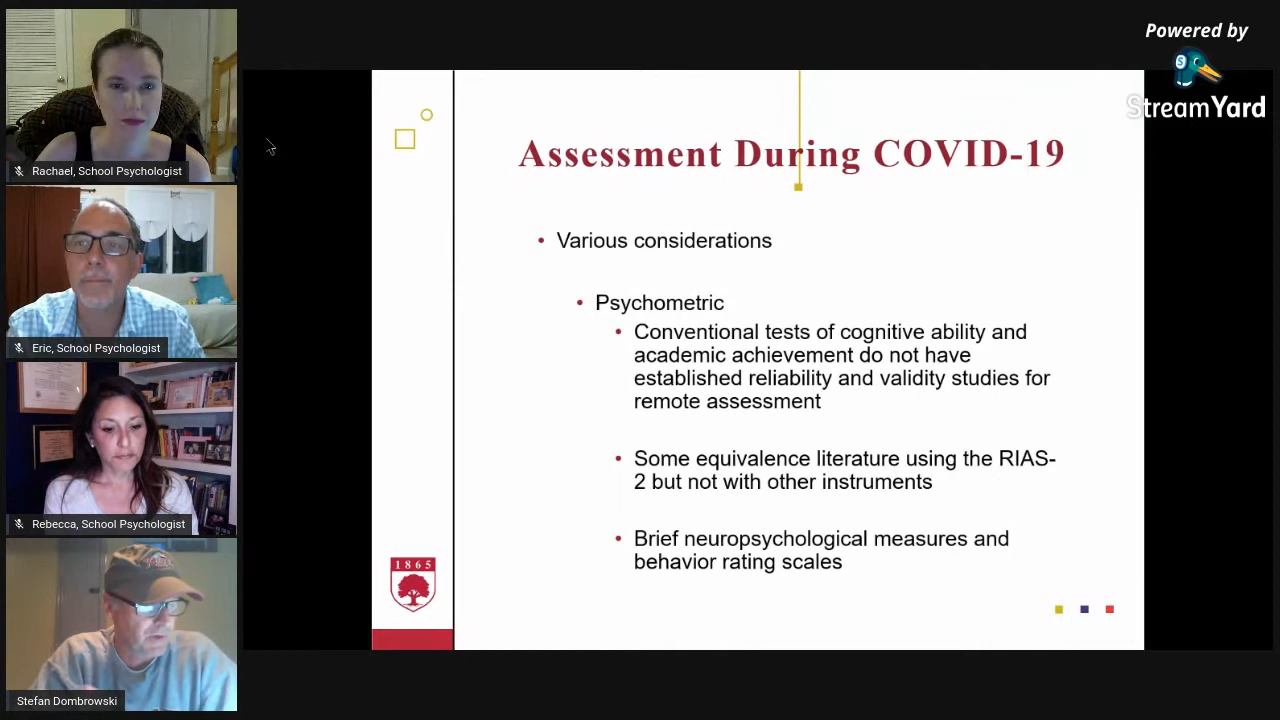 Powered by
StreamYard
Rachael, School Psychologist
Eric, School Psychologist
Rebecca, School Psychologist
Stefan Dombrowski
Assessment During COVID-19
• Various considerations
• Psychometric
• Conventional tests of cognitive ability and
academic achievement do not have
established reliability and validity studies for
remote assessment
• Some equivalence literature using the RIAS-
2 but not with other instruments
• Brief neuropsychological measures and
behavior rating scales
1865